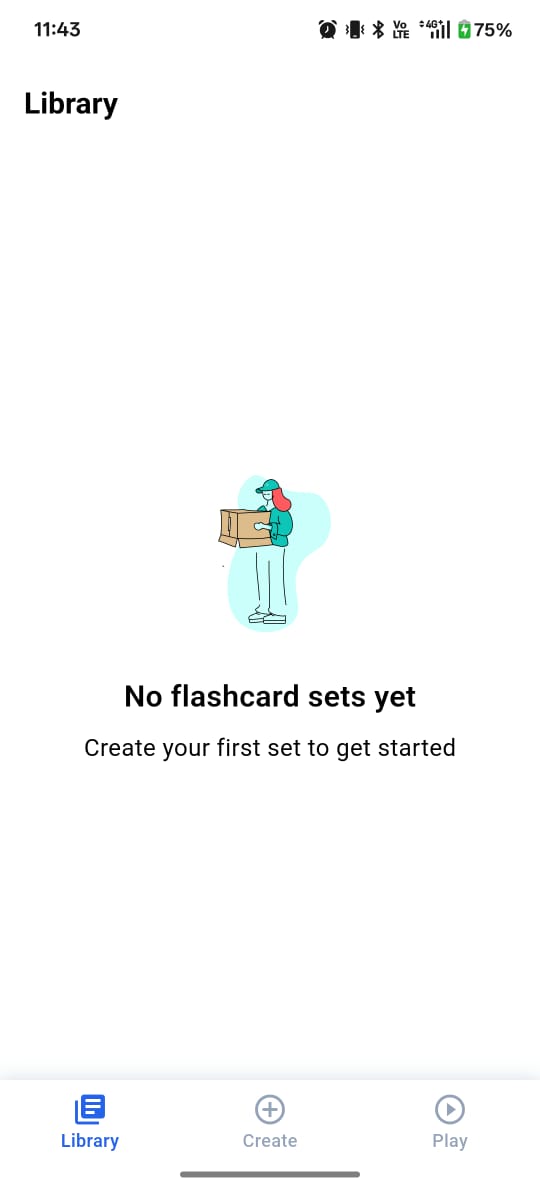 11:43
Vo LTE 4G+ 75%
Library
No flashcard sets yet
Create your first set to get started
Library Create Play